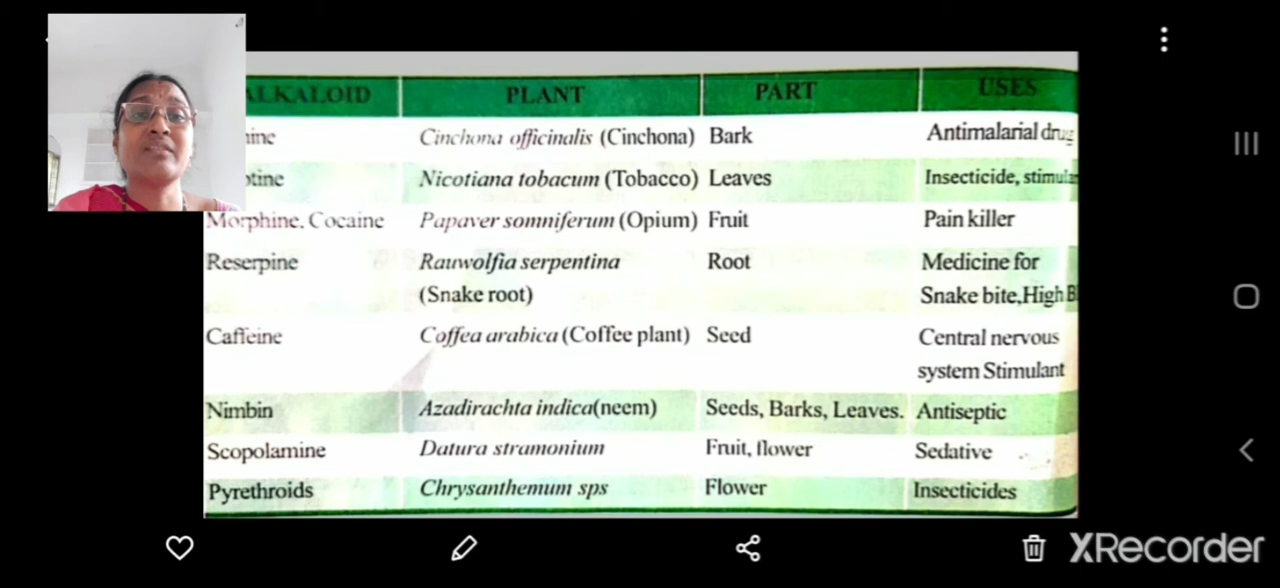 ALKALOID PLANT PART USES
Cinchona officinalis (Cinchona) Bark Antimalarial drug
Nicotiana tobacum (Tobacco) Leaves Insecticide,
Morphine. Cocaine Papaver somniferum (Opium) Fruit Pain killer
Reserpine Rauwolfia serpentina Root Medicine for
(Snake root) Snake bite,High
Caffeine Coffea arabica (Coffee plant) Seed Central nervous
system Stimulant
Nimbin Azadirachta indica(neem) Seeds, Barks, Leaves. Antiseptic
Scopolamine Datura stramonium Fruit, flower Sedative
Pyrethroids Chrysanthemum sps Flower Insecticides
XRecorder